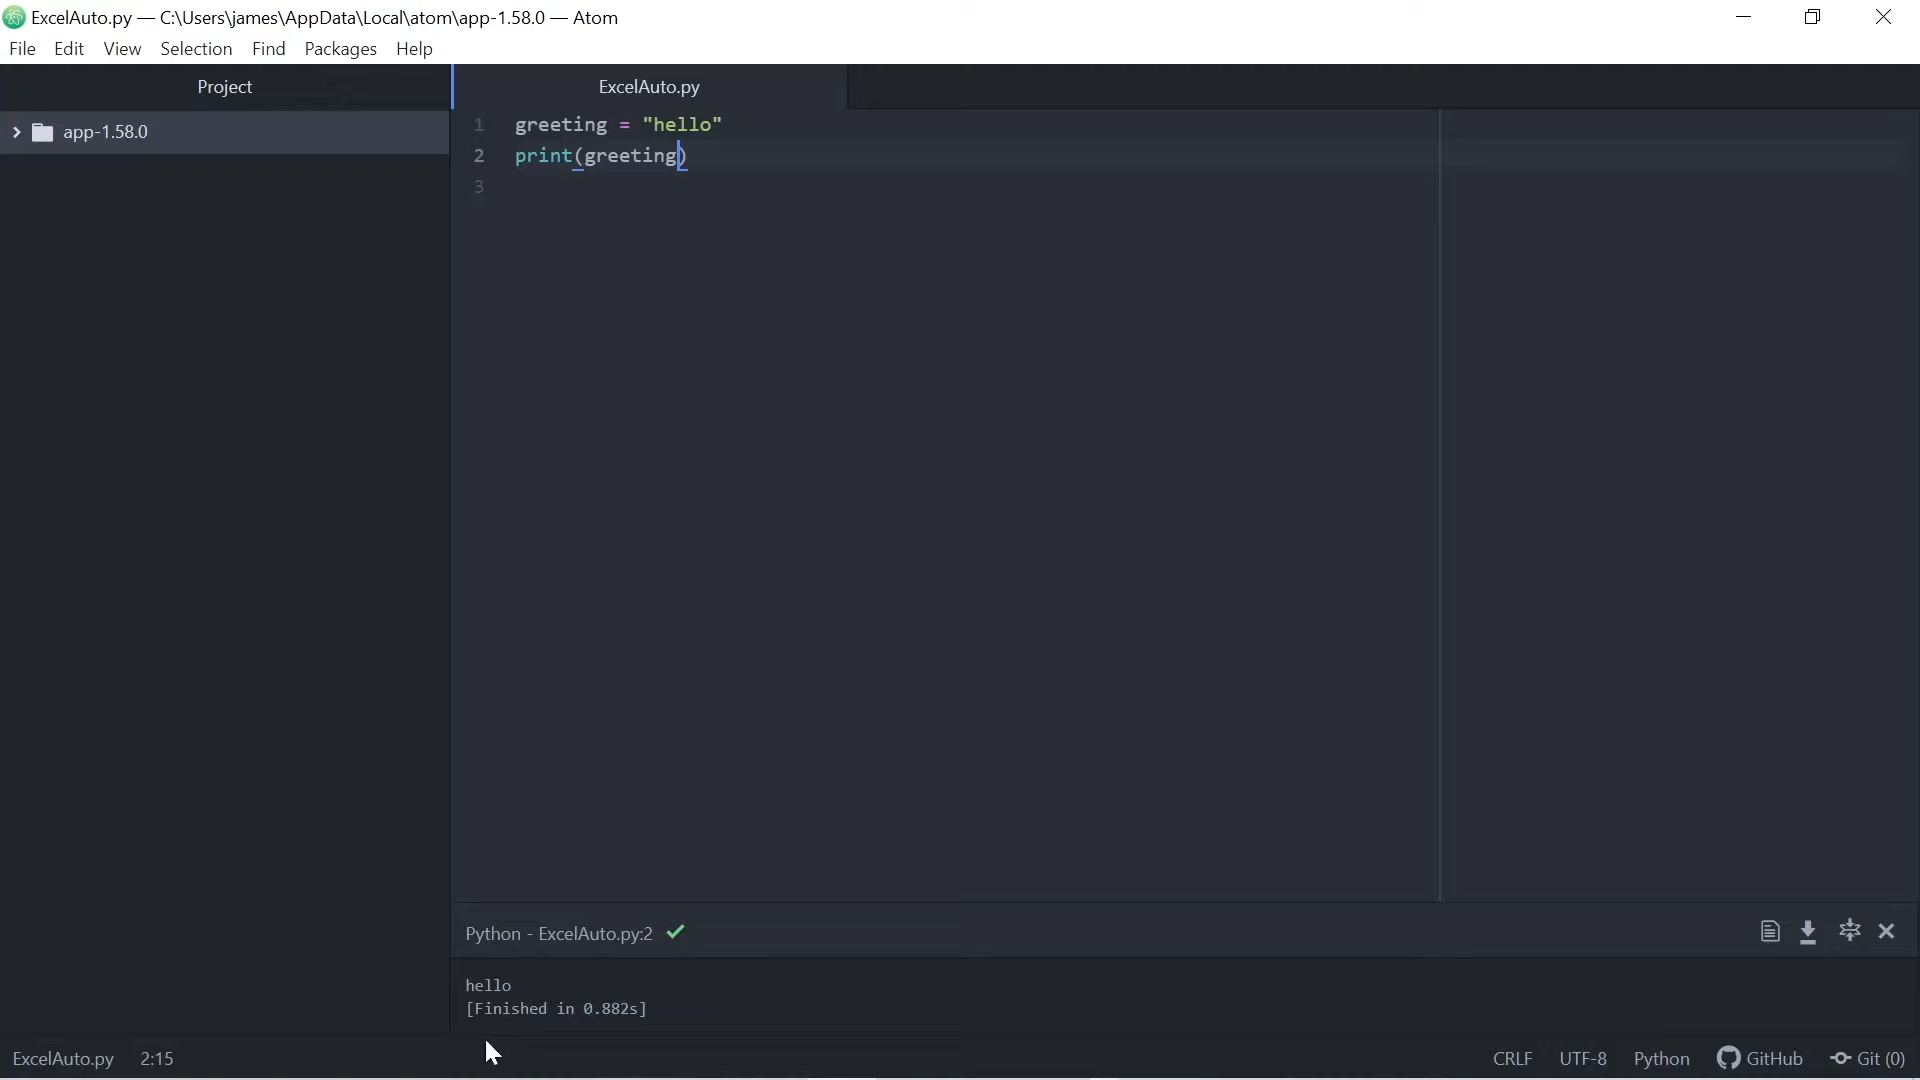 ExcelAuto.py — C:\Users\james\AppData\Local\atom\app-1.58.0 — Atom
File Edit View Selection Find Packages Help
Project
ExcelAuto.py
app-1.58.0
1 greeting = "hello"
2 print(greeting)
3
Python - ExcelAuto.py:2
hello
[Finished in 0.882s]
ExcelAuto.py 2:15 CRLF UTF-8 Python GitHub Git (0)